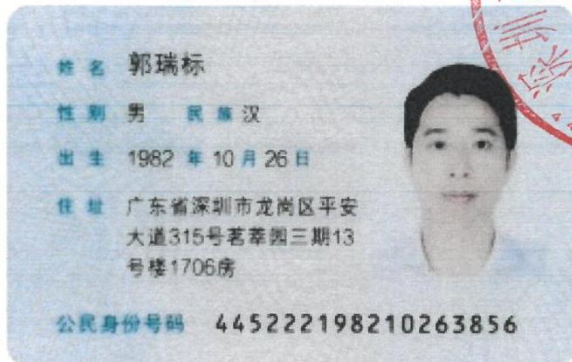 姓名 郭瑞标
性别 男 民族 汉
出生 1982 年 10 月 26 日
住址 广东省深圳市龙岗区平安
大道315号茗萃园三期13
号楼1706房
公民身份号码 445222198210263856